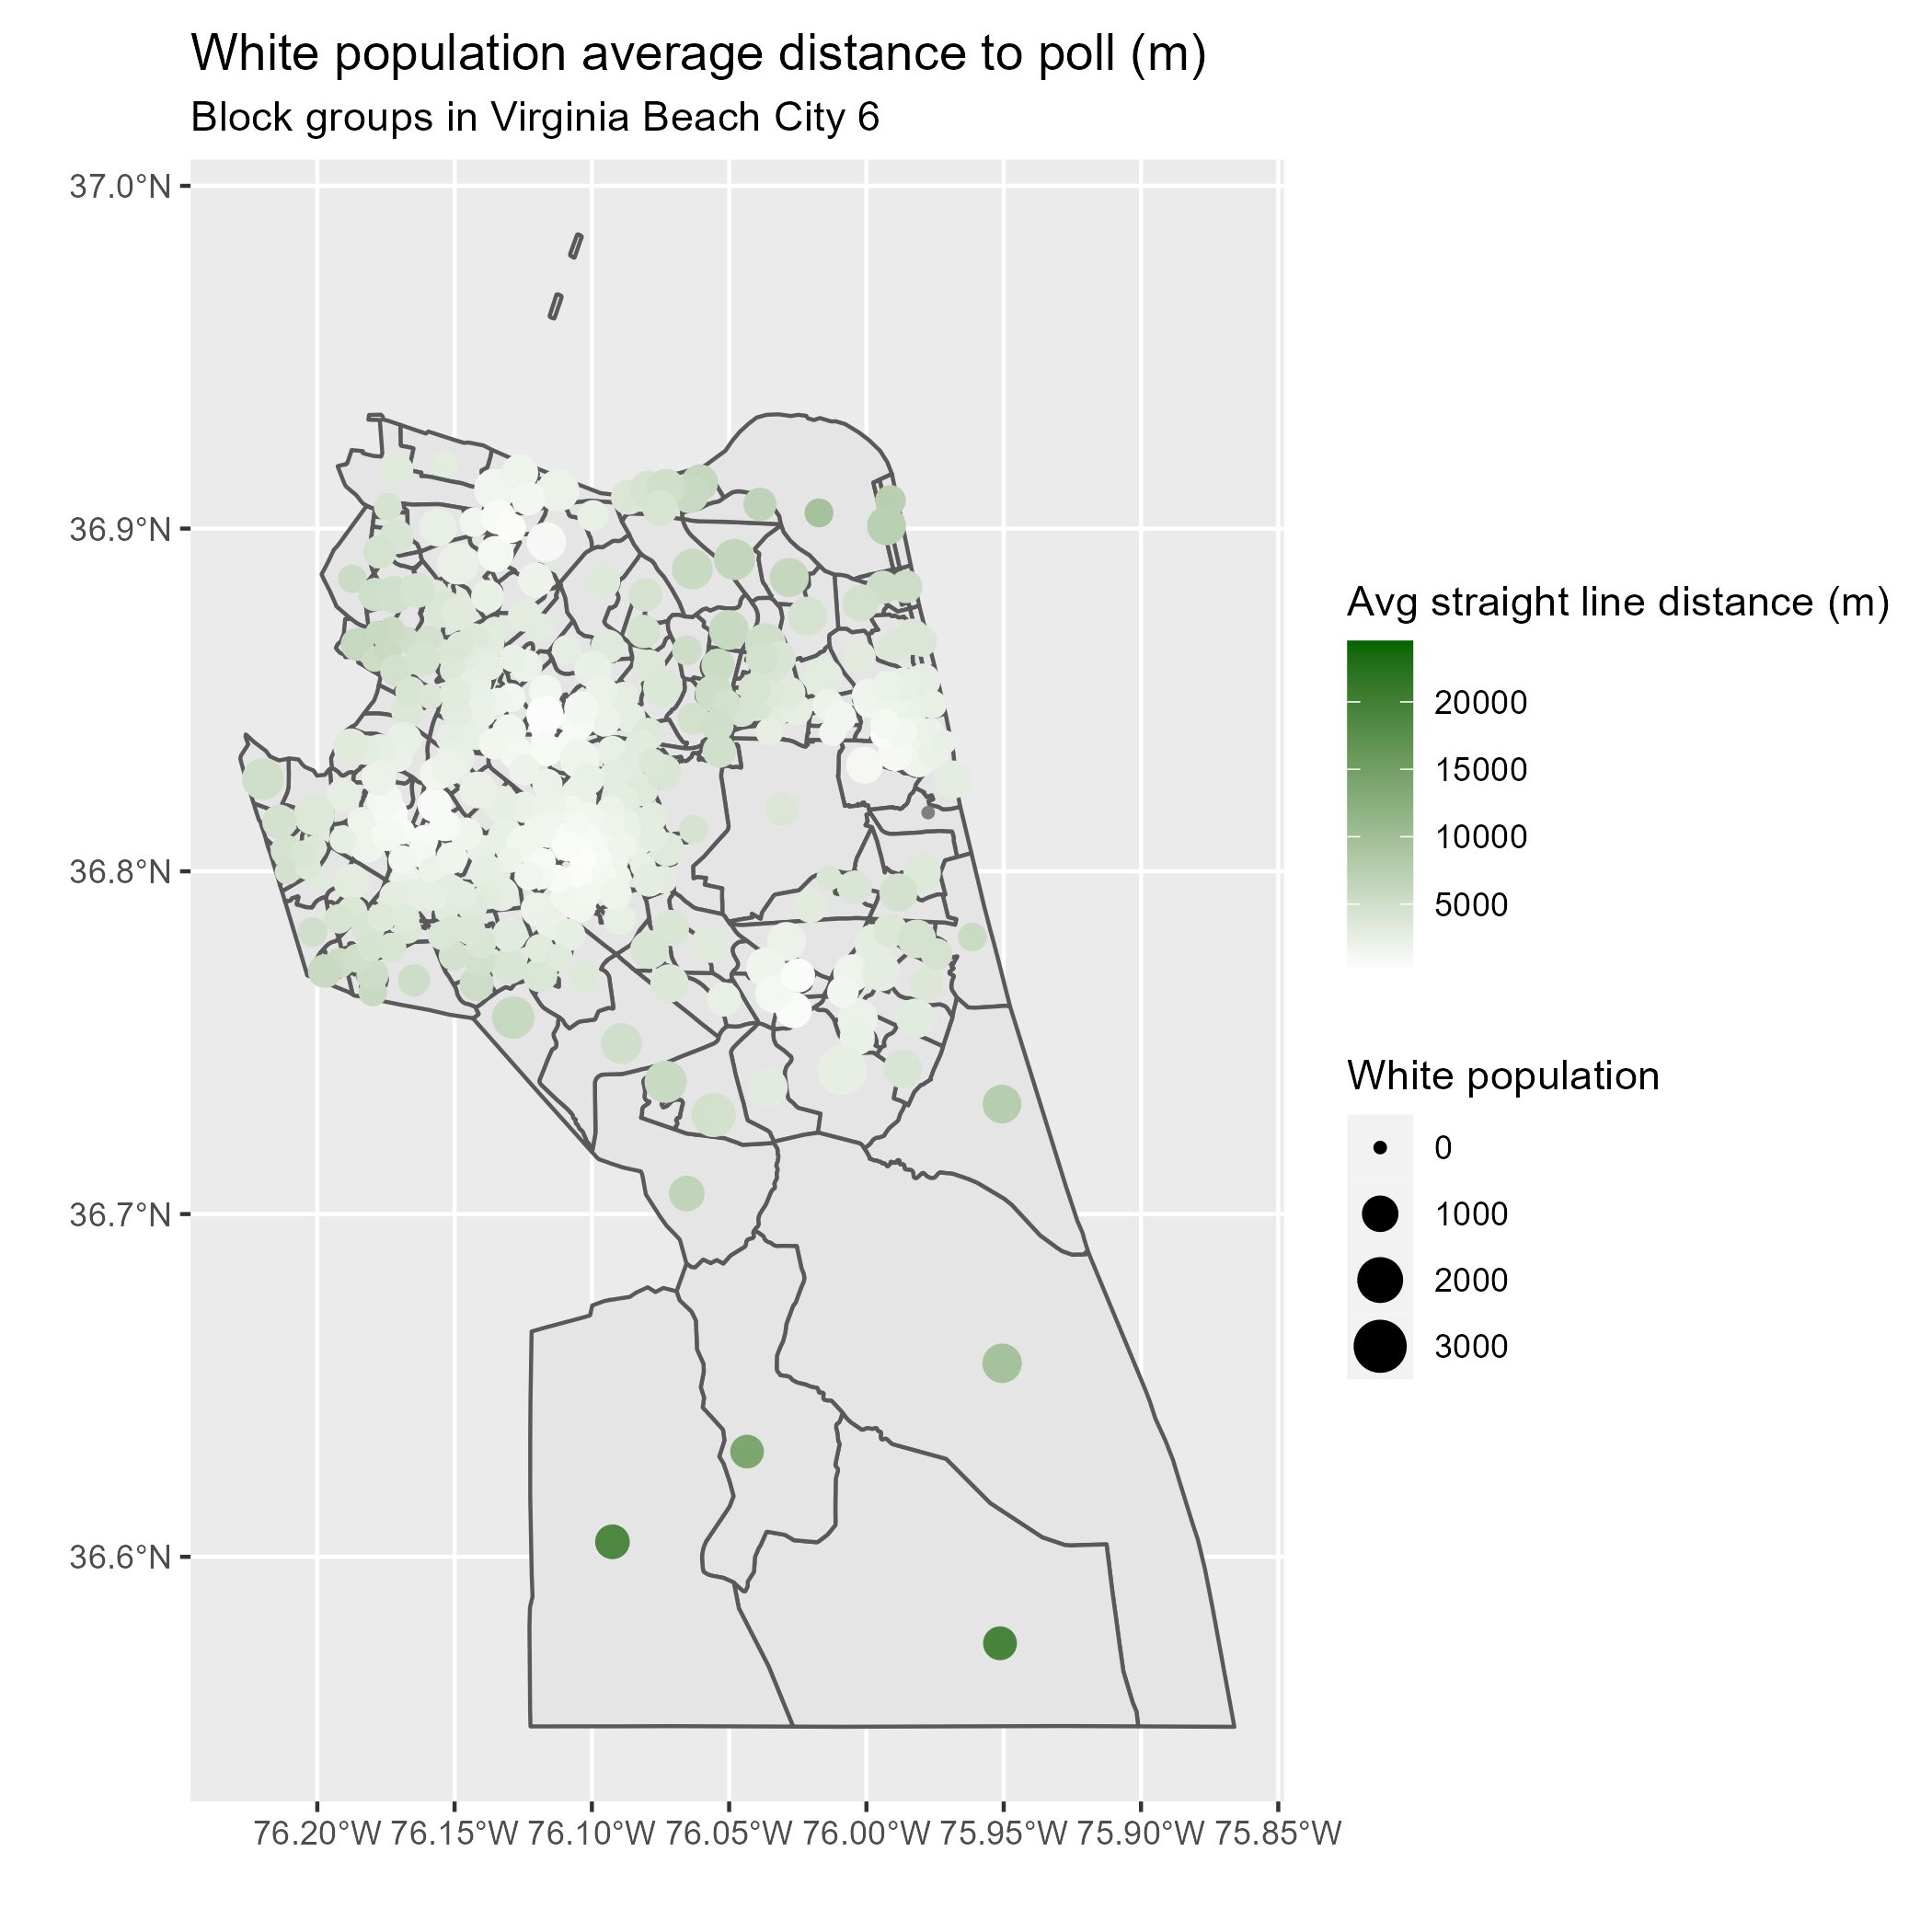 White population average distance to poll (m)
Block groups in Virginia Beach City 6
37.0°N
36.9°N
36.8°N
36.7°N
36.6°N
76.20°W 76.15°W 76.10°W 76.05°W 76.00°W 75.95°W 75.90°W 75.85°W
Avg straight line distance (m)
20000
15000
10000
5000
White population
0
1000
2000
3000